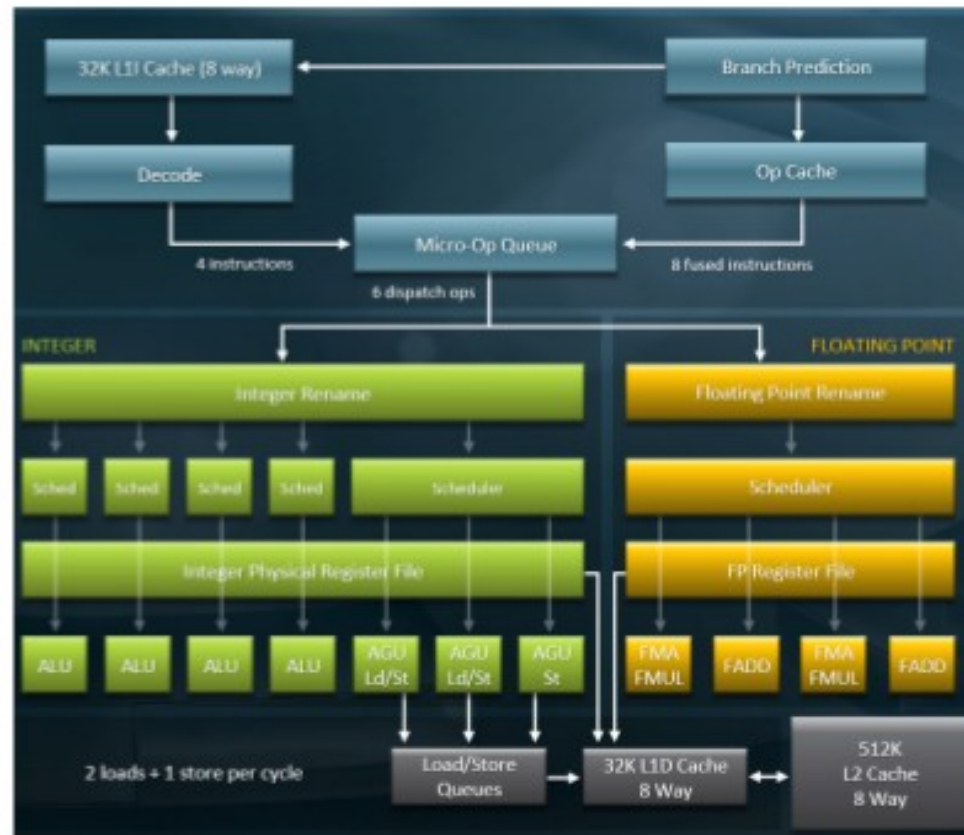 32K L1I Cache (8 way)
Branch Prediction
Decode
Op Cache
Micro-Op Queue
4 instructions
8 fused instructions
6 dispatch ops
INTEGER
FLOATING POINT
Integer Rename
Floating Point Rename
Sched
Sched
Sched
Sched
Scheduler
Scheduler
Integer Physical Register File
FP Register File
ALU
ALU
ALU
ALU
AGU
Ld/St
AGU
Ld/St
AGU
St
FMA
FMUL
FADD
FMA
FMUL
FADD
2 loads + 1 store per cycle
Load/Store
Queues
32K L1D Cache
8 Way
512K
L2 Cache
8 Way